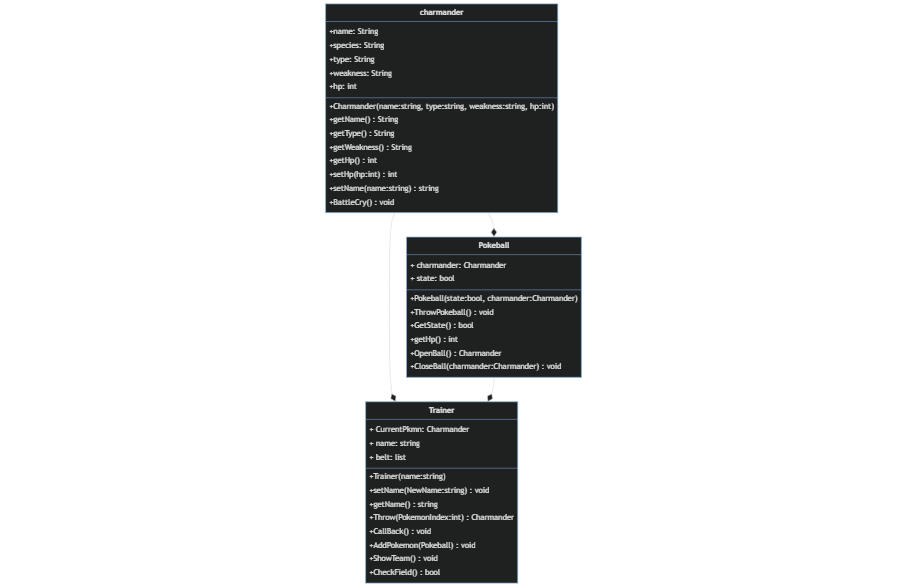 charmander
+name: String
+species: String
+type: String
+weakness: String
+hp: int
+Charmander(name:string, type:string, weakness:string, hp:int)
+getName() : String
+getType() : String
+getWeakness() : String
+getHp() : int
+setHp(hp:int) : int
+setName(name:string) : string
+BattleCry() : void
Pokeball
+ charmander: Charmander
+ state: bool
+Pokeball(state:bool, charmander:Charmander)
+ThrowPokeball() : void
+GetState() : bool
+getHp() : int
+OpenBall() : Charmander
+CloseBall(charmander:Charmander) : void
Trainer
+ CurrentPkmn: Charmander
+ name: string
+ belt: list
+Trainer(name:string)
+setName(NewName:string) : void
+getName() : string
+Throw(PokemonIndex:int) : Charmander
+CallBack() : void
+AddPokemon(Pokeball) : void
+ShowTeam() : void
+CheckField() : bool